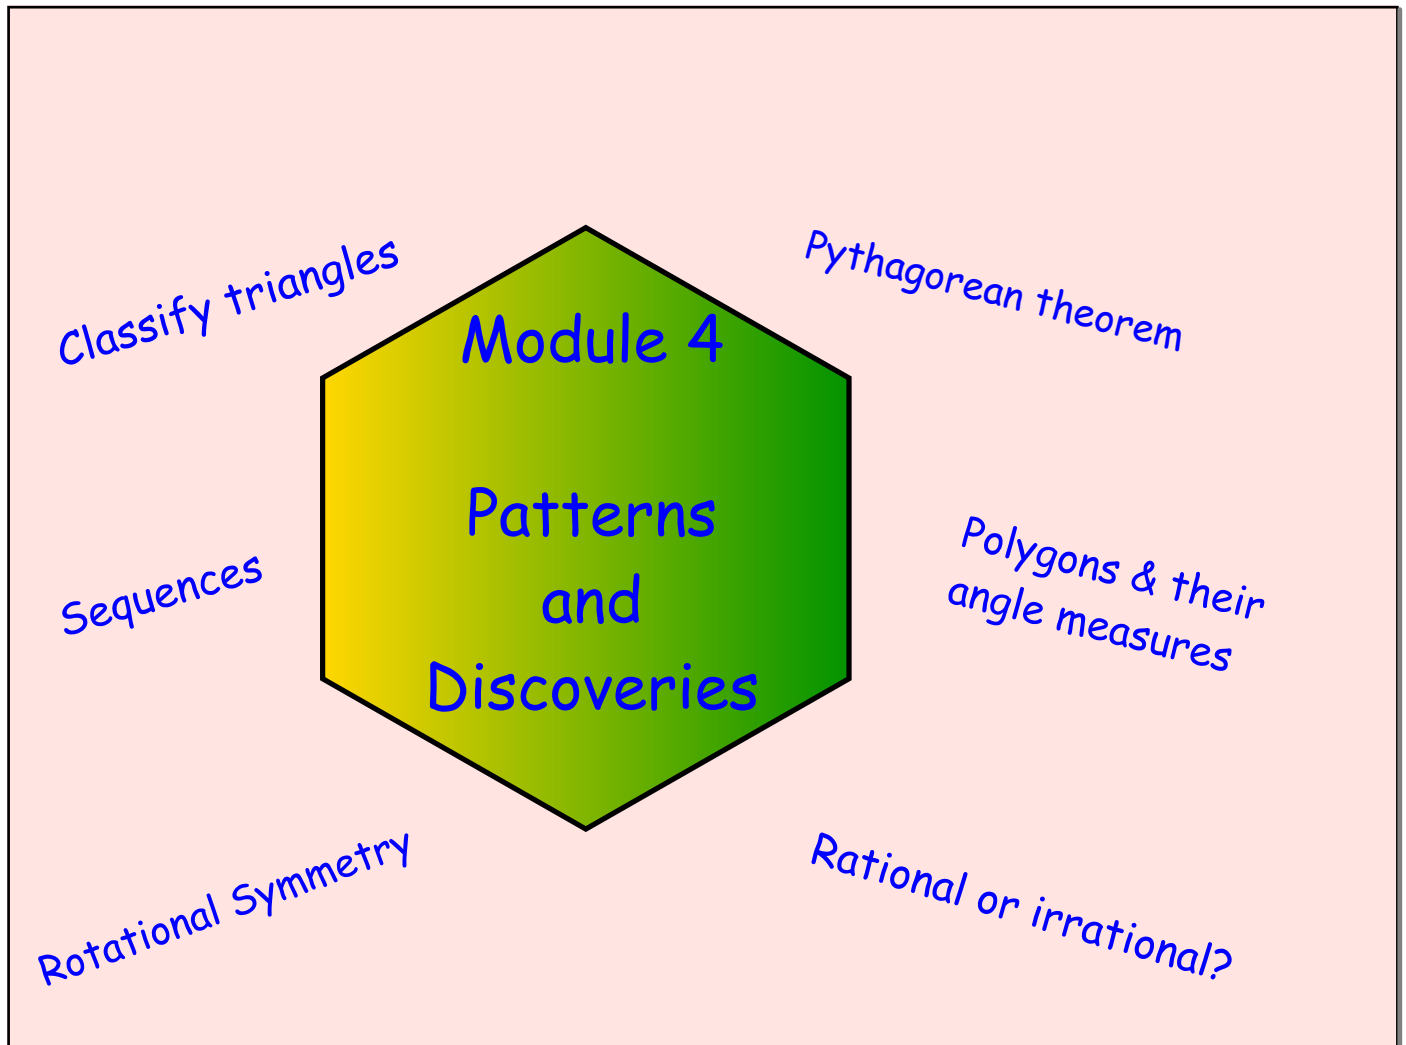 Classify triangles
Pythagorean theorem
Module 4
Patterns
and
Discoveries
Sequences
Polygons & their
angle measures
Rotational Symmetry
Rational or irrational?